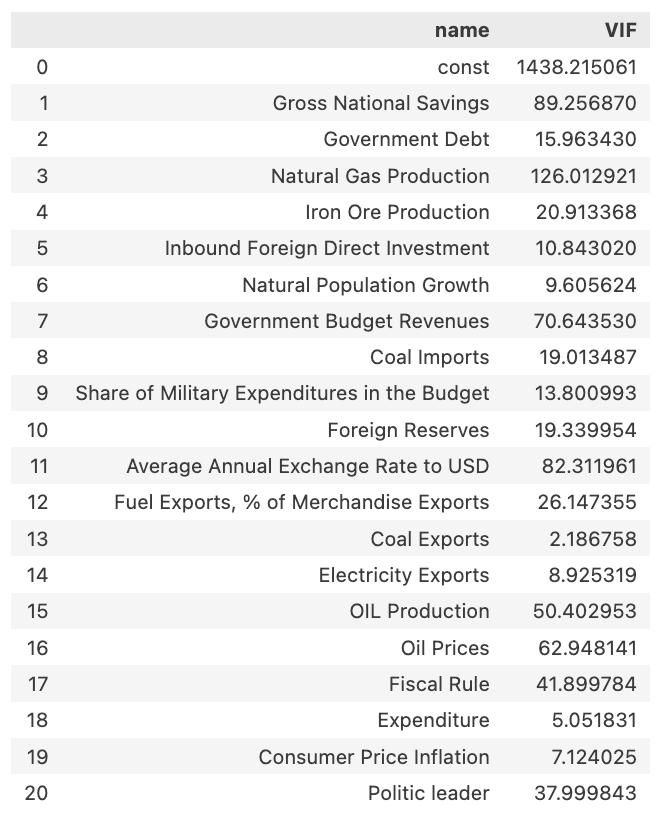 name VIF
0 const 1438.215061
1 Gross National Savings 89.256870
2 Government Debt 15.963430
3 Natural Gas Production 126.012921
4 Iron Ore Production 20.913368
5 Inbound Foreign Direct Investment 10.843020
6 Natural Population Growth 9.605624
7 Government Budget Revenues 70.643530
8 Coal Imports 19.013487
9 Share of Military Expenditures in the Budget 13.800993
10 Foreign Reserves 19.339954
11 Average Annual Exchange Rate to USD 82.311961
12 Fuel Exports, % of Merchandise Exports 26.147355
13 Coal Exports 2.186758
14 Electricity Exports 8.925319
15 OIL Production 50.402953
16 Oil Prices 62.948141
17 Fiscal Rule 41.899784
18 Expenditure 5.051831
19 Consumer Price Inflation 7.124025
20 Politic leader 37.999843